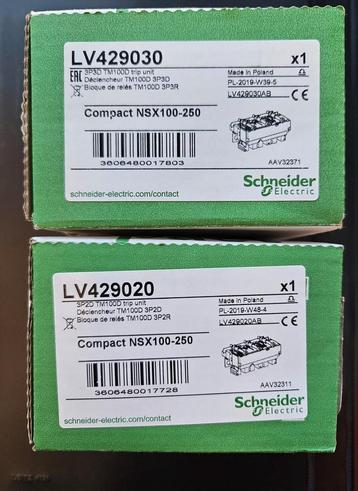 LV429030
x1
EAC
3P3D TM100D trip unit
Déclencheur TM100D 3P3D
Bloque de relés TM100D 3P3R
Made in Poland
PL-2019-W39-5
LV429030AB
CE
Compact NSX100-250
3606480017803
AAV32371
schneider-electric.com/contact
Schneider
Electric
LV429020
x1
3P2D TM100D trip unit
Déclencheur TM100D 3P2D
Bloque de relés TM100D 3P2R
Made in Poland
PL-2019-W48-4
LV429020AB
CE
Compact NSX100-250
3606480017728
AAV32311
schneider-electric.com/contact
Schneider
Electric